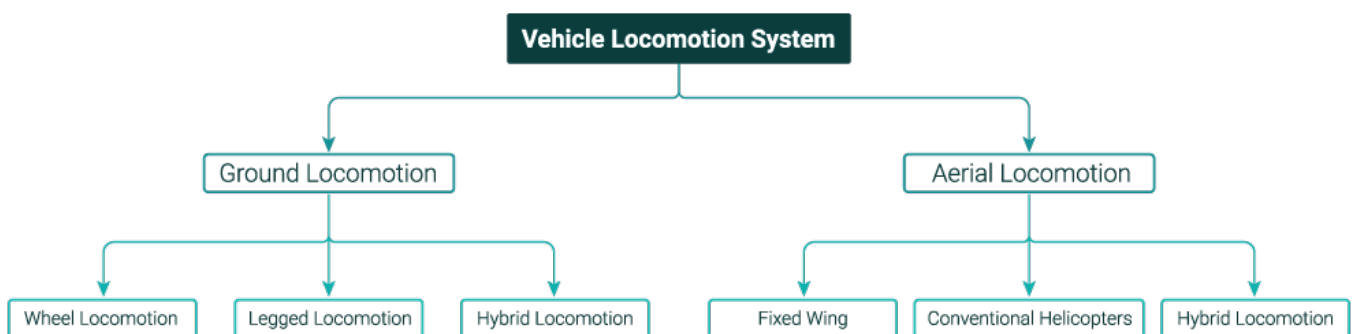 Vehicle Locomotion System
Ground Locomotion
Aerial Locomotion
Wheel Locomotion
Legged Locomotion
Hybrid Locomotion
Fixed Wing
Conventional Helicopters
Hybrid Locomotion